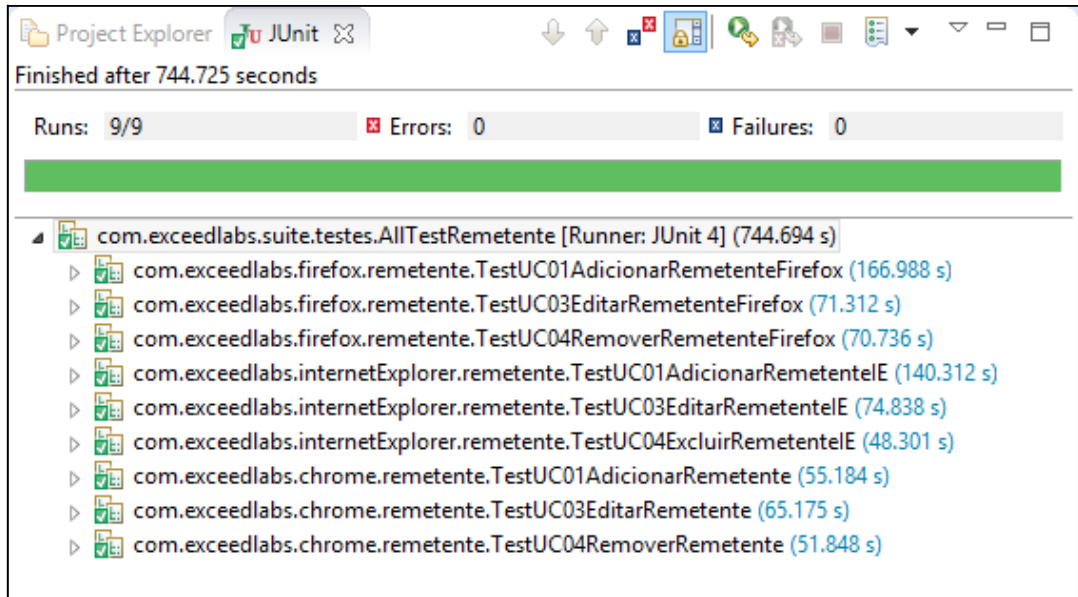 Project Explorer JUnit
Finished after 744.725 seconds
Runs: 9/9 Errors: 0 Failures: 0
com.exceedlabs.suite.testes.AllTestRemetente [Runner: JUnit 4] (744.694 s)
com.exceedlabs.firefox.remetente.TestUC01AdicionarRemetenteFirefox (166.988 s)
com.exceedlabs.firefox.remetente.TestUC03EditarRemetenteFirefox (71.312 s)
com.exceedlabs.firefox.remetente.TestUC04RemoverRemetenteFirefox (70.736 s)
com.exceedlabs.internetExplorer.remetente.TestUC01AdicionarRemetenteIE (140.312 s)
com.exceedlabs.internetExplorer.remetente.TestUC03EditarRemetenteIE (74.838 s)
com.exceedlabs.internetExplorer.remetente.TestUC04ExcluirRemetenteIE (48.301 s)
com.exceedlabs.chrome.remetente.TestUC01AdicionarRemetente (55.184 s)
com.exceedlabs.chrome.remetente.TestUC03EditarRemetente (65.175 s)
com.exceedlabs.chrome.remetente.TestUC04RemoverRemetente (51.848 s)